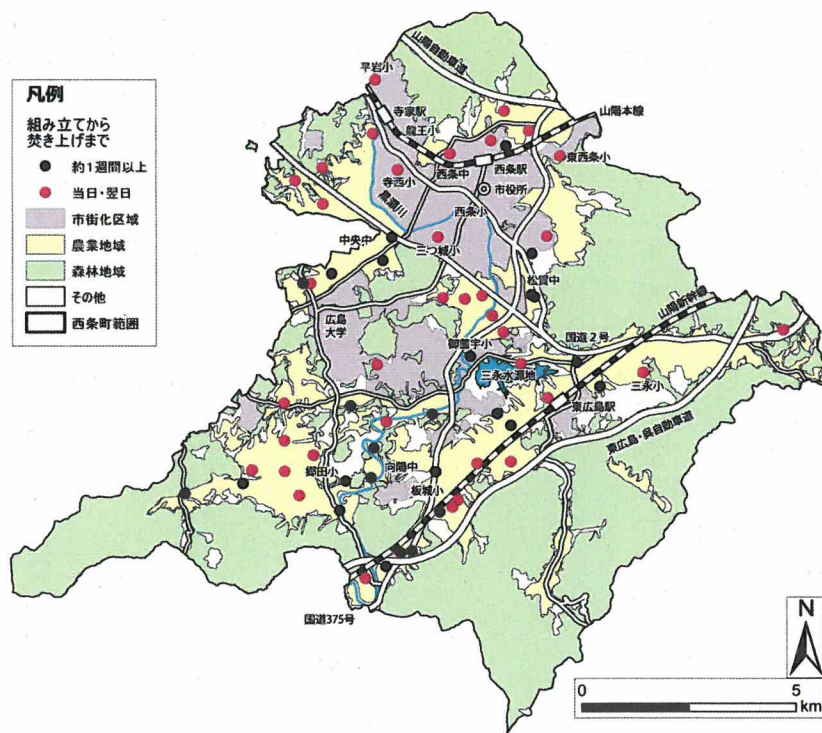 凡例
組み立てから
焚き上げまで
約1週間以上
当日・翌日
市街化区域
農業地域
森林地域
その他
西条町範囲
山陽自動車道
平岩小
寺家駅
龍王小
山陽本線
西条中
西条駅
東西条小
寺西小
市役所
黒瀬川
西条小
中央中
三つ城小
松賀中
山陽新幹線
広島
大学
国道2号
御薗宇小
三永水源地
三永小
東広島駅
東広島・呉自動車道
郷田小
向陽中
板城小
国道375号
N
0
5
km